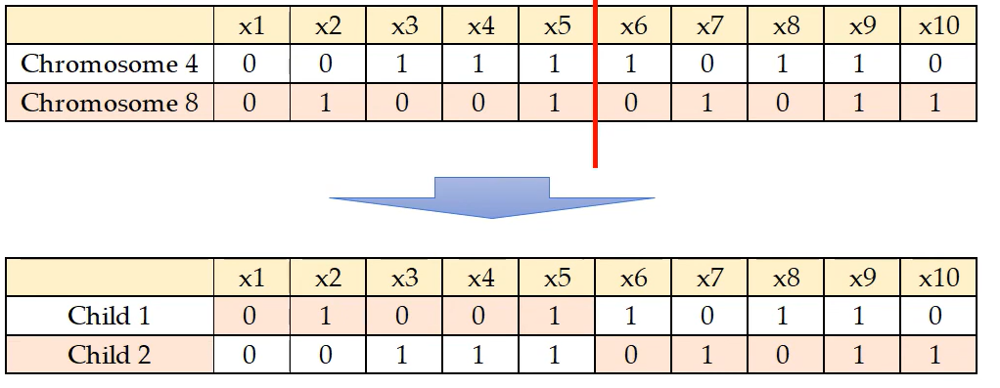 x1 x2 x3 x4 x5 x6 x7 x8 x9 x10
Chromosome 4 0 0 1 1 1 1 0 1 1 0
Chromosome 8 0 1 0 0 1 0 1 0 1 1
x1 x2 x3 x4 x5 x6 x7 x8 x9 x10
Child 1 0 1 0 0 1 1 0 1 1 0
Child 2 0 0 1 1 1 0 1 0 1 1